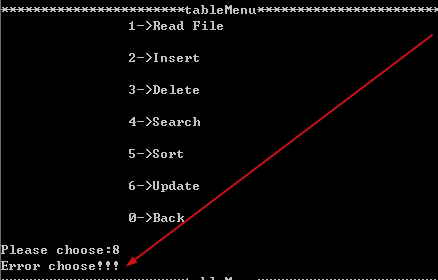 ***********************tableMenu***********************
1->Read File
2->Insert
3->Delete
4->Search
5->Sort
6->Update
0->Back
Please choose:8
Error choose!!!